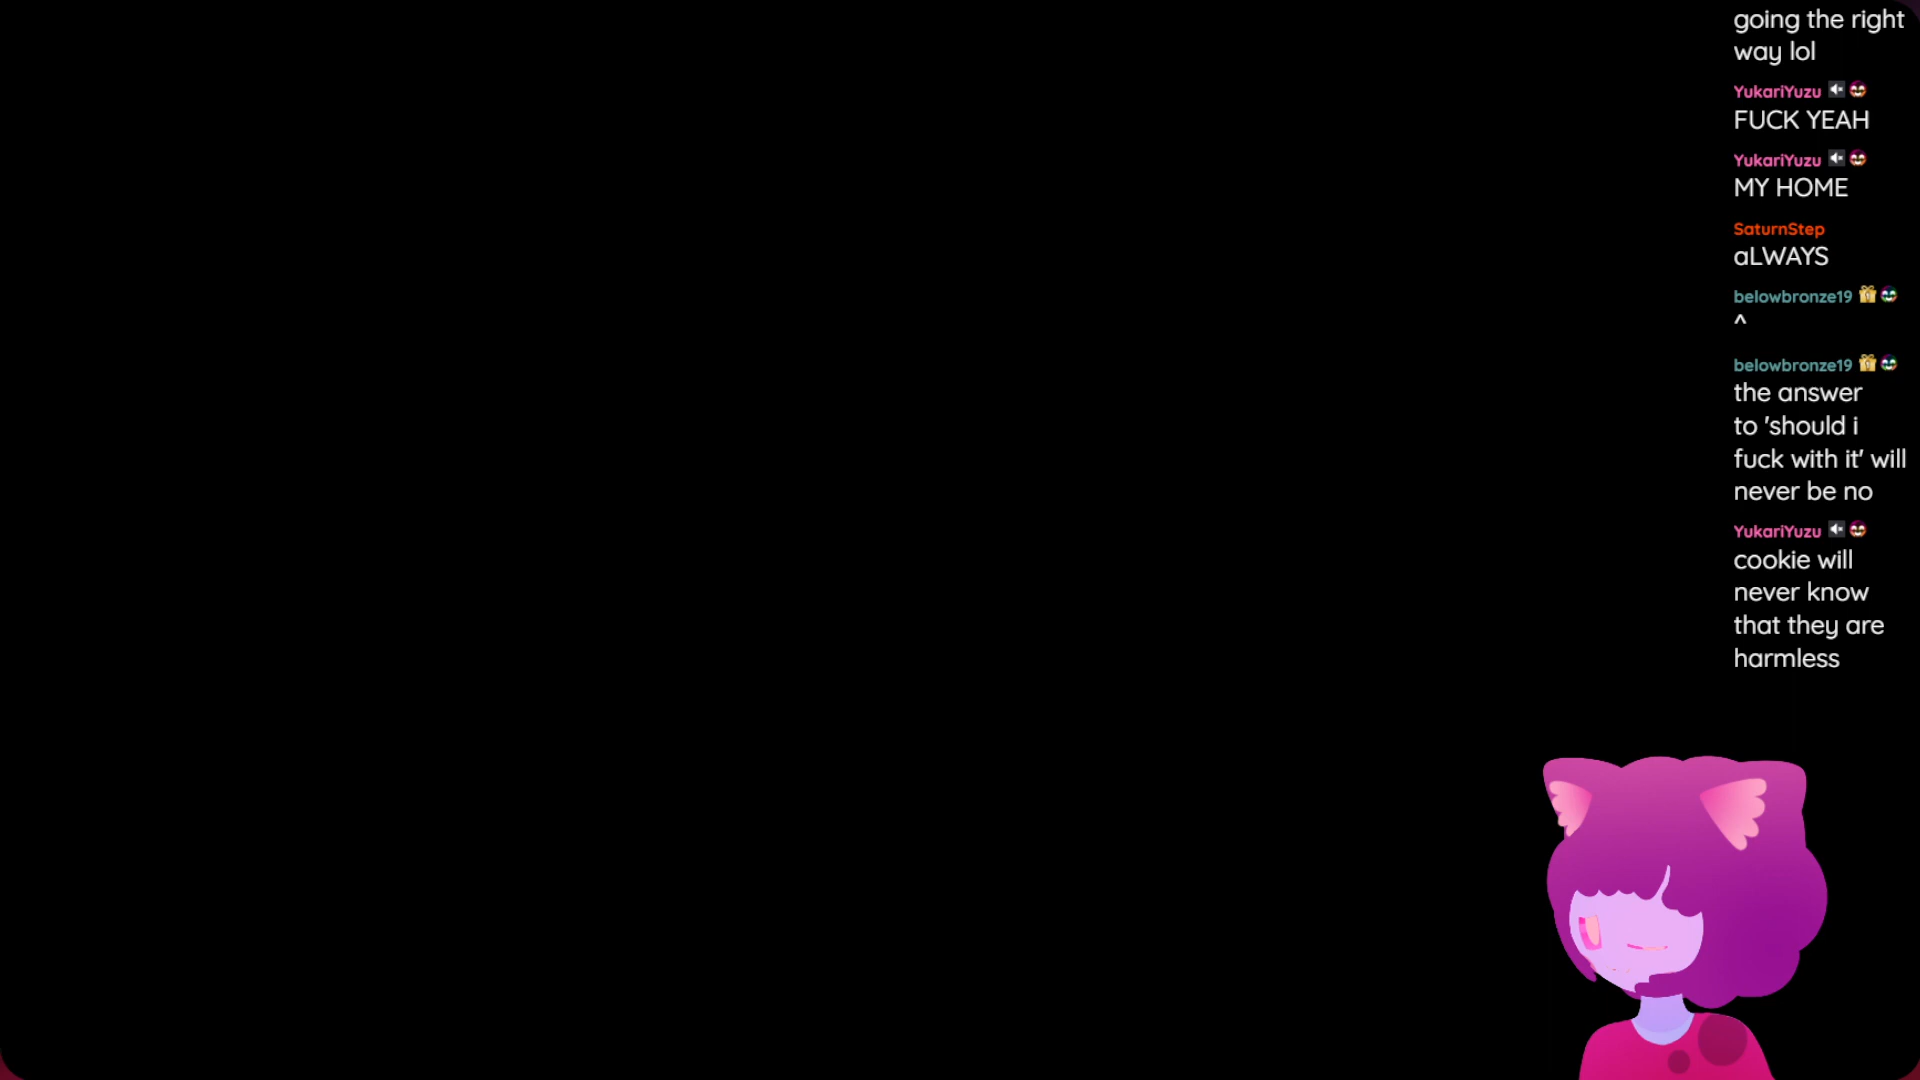 going the right
way lol
YukariYuzu
FUCK YEAH
YukariYuzu
MY HOME
SaturnStep
aLWAYS
belowbronze19
^
belowbronze19
the answer
to 'should i
fuck with it' will
never be no
YukariYuzu
cookie will
never know
that they are
harmless